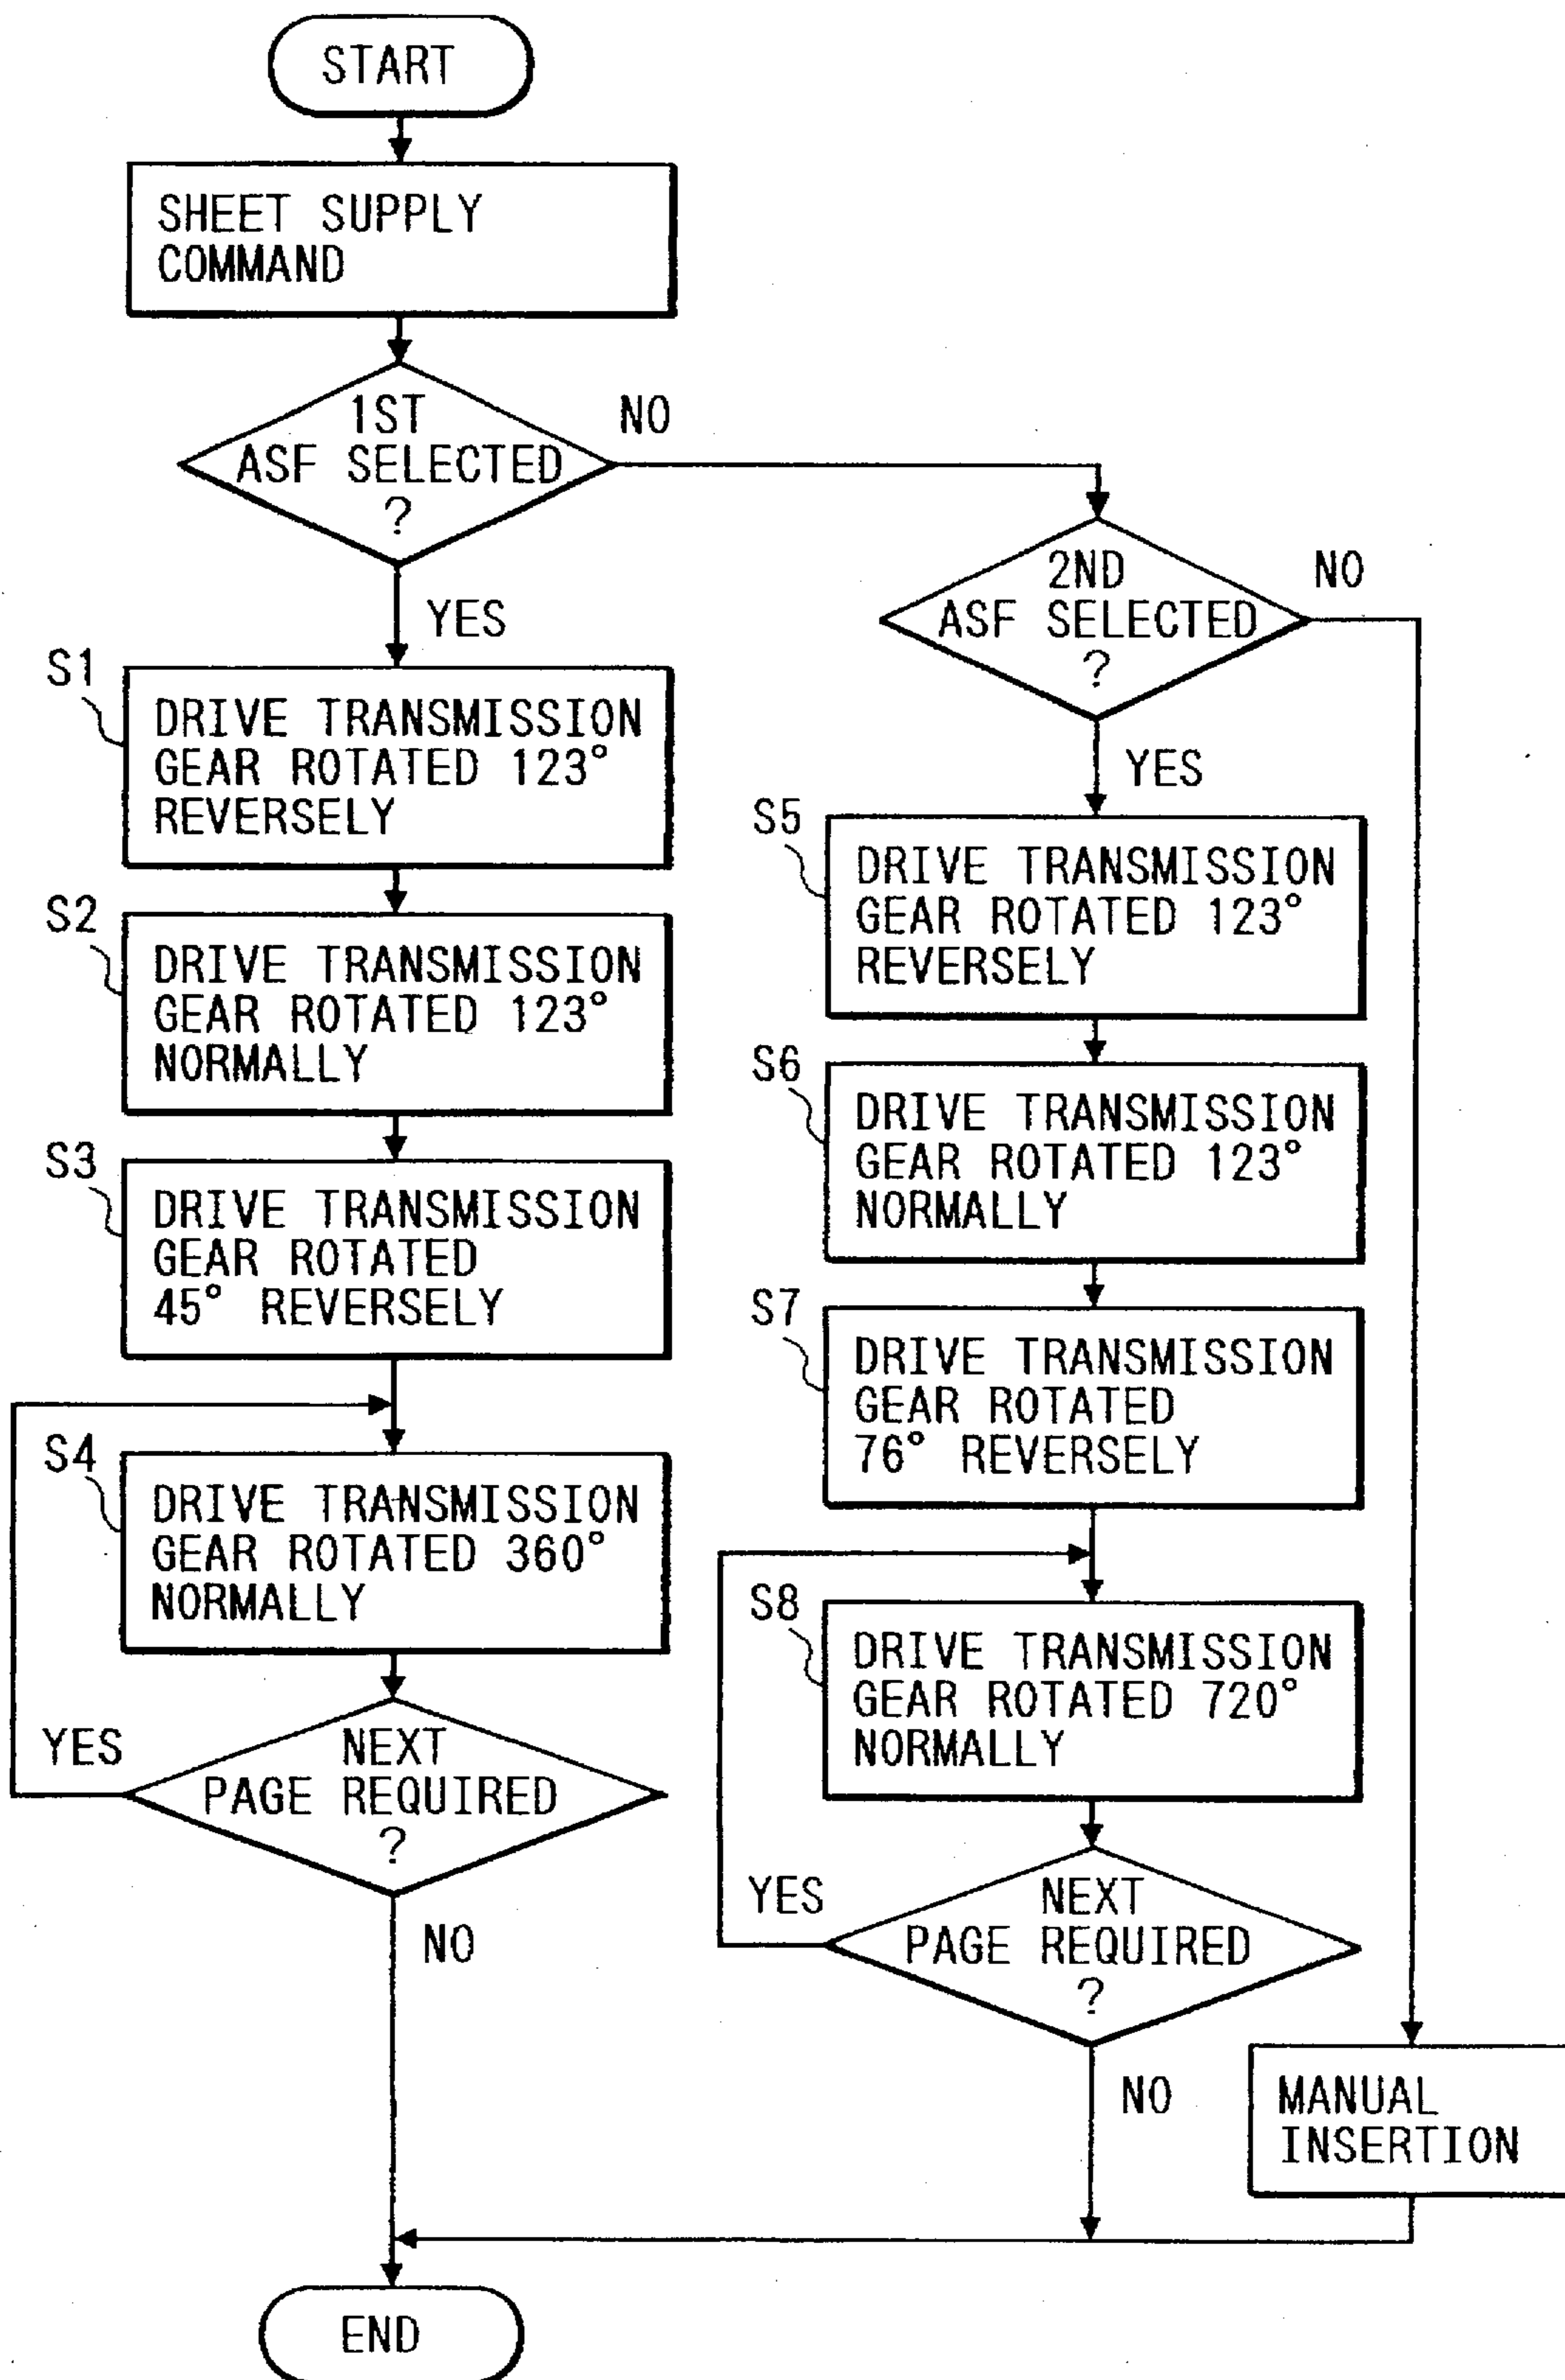 START
SHEET SUPPLY
COMMAND
1ST
ASF SELECTED
?
NO
YES
S1
DRIVE TRANSMISSION
GEAR ROTATED 123°
REVERSELY
S2
DRIVE TRANSMISSION
GEAR ROTATED 123°
NORMALLY
S3
DRIVE TRANSMISSION
GEAR ROTATED
45° REVERSELY
S4
DRIVE TRANSMISSION
GEAR ROTATED 360°
NORMALLY
YES
NEXT
PAGE REQUIRED
?
NO
2ND
ASF SELECTED
?
NO
YES
S5
DRIVE TRANSMISSION
GEAR ROTATED 123°
REVERSELY
S6
DRIVE TRANSMISSION
GEAR ROTATED 123°
NORMALLY
S7
DRIVE TRANSMISSION
GEAR ROTATED
76° REVERSELY
S8
DRIVE TRANSMISSION
GEAR ROTATED 720°
NORMALLY
YES
NEXT
PAGE REQUIRED
?
NO
MANUAL
INSERTION
END